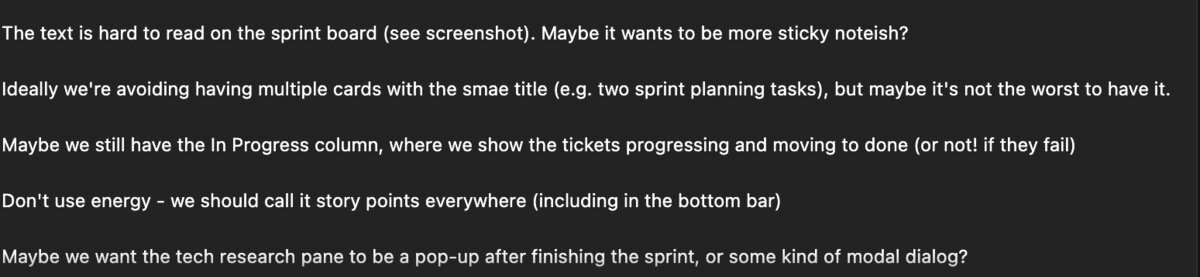 The text is hard to read on the sprint board (see screenshot). Maybe it wants to be more sticky noteish?
Ideally we're avoiding having multiple cards with the smae title (e.g. two sprint planning tasks), but maybe it's not the worst to have it.
Maybe we still have the In Progress column, where we show the tickets progressing and moving to done (or not! if they fail)
Don't use energy - we should call it story points everywhere (including in the bottom bar)
Maybe we want the tech research pane to be a pop-up after finishing the sprint, or some kind of modal dialog?